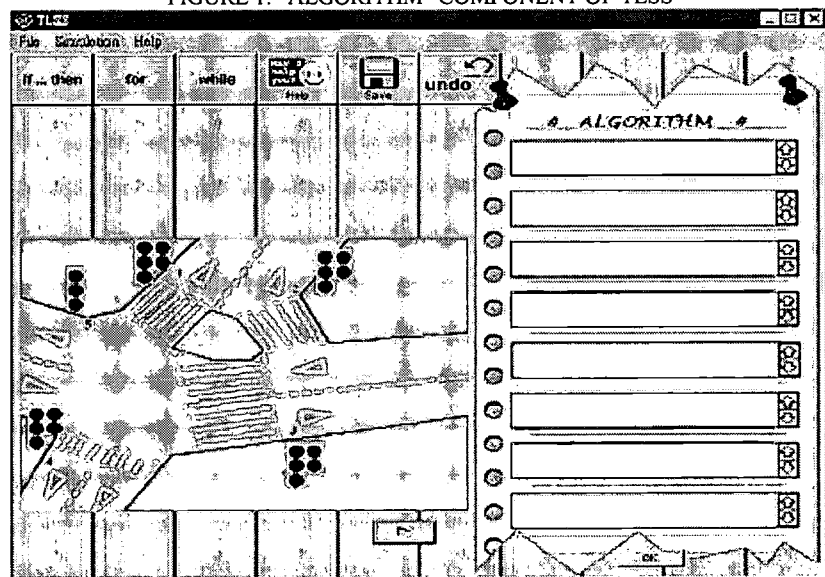 FIGURE 1. "ALGORITHM" COMPONENT OF TLSS
TLSS
File Simulation Help
if ... then for while Help Save undo
# ALGORITHM #
5
4
OK